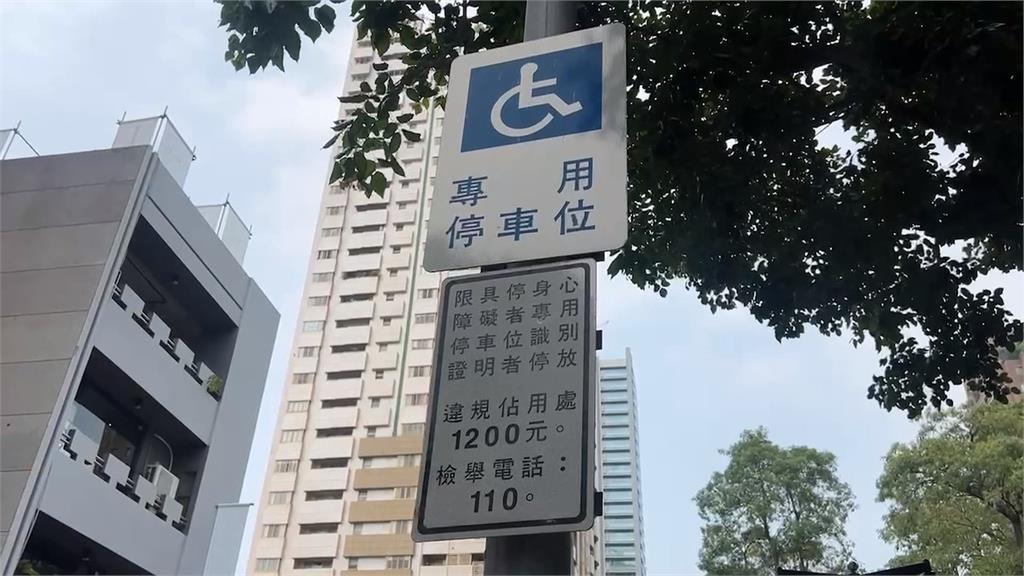 專用
停車位
限具停身心
障礙者專用
停車位識別
證明者停放
違規佔用處
1200元。
檢舉電話：
110。